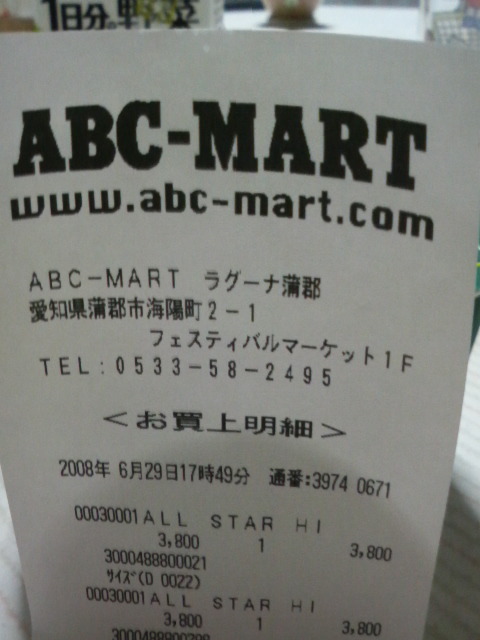 1日分の野菜
ABC-MART
www.abc-mart.com
ABC-MART ラグーナ蒲郡
愛知県蒲郡市海陽町2-1
フェスティバルマーケット1F
TEL:0533-58-2495
<お買上明細>
2008年 6月29日17時49分 通番:3974 0671
00030001ALL STAR HI
3,800 1 3,800
3000488800021
サイズ(D 0022)
00030001ALL STAR HI
3,800 1 3,800